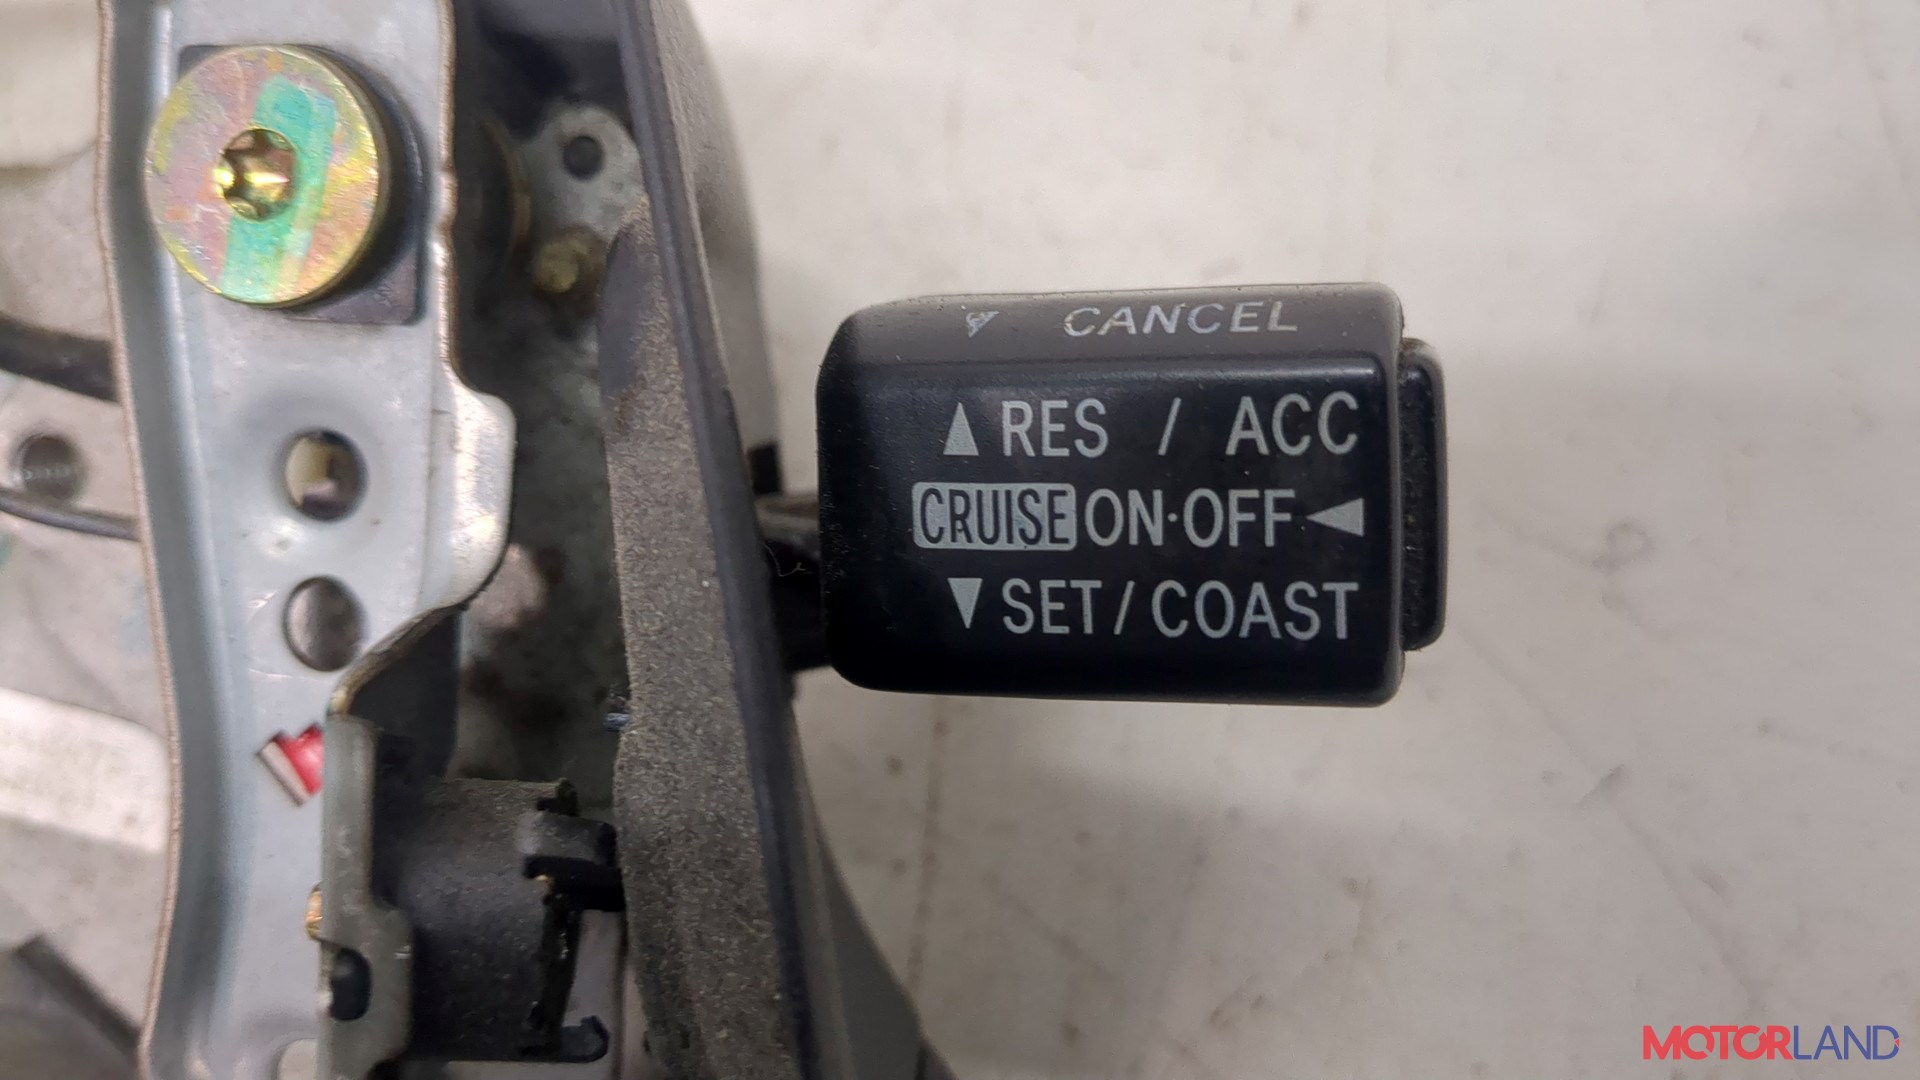 CANCEL
RES / ACC
CRUISE ON·OFF
SET / COAST
MOTORLAND